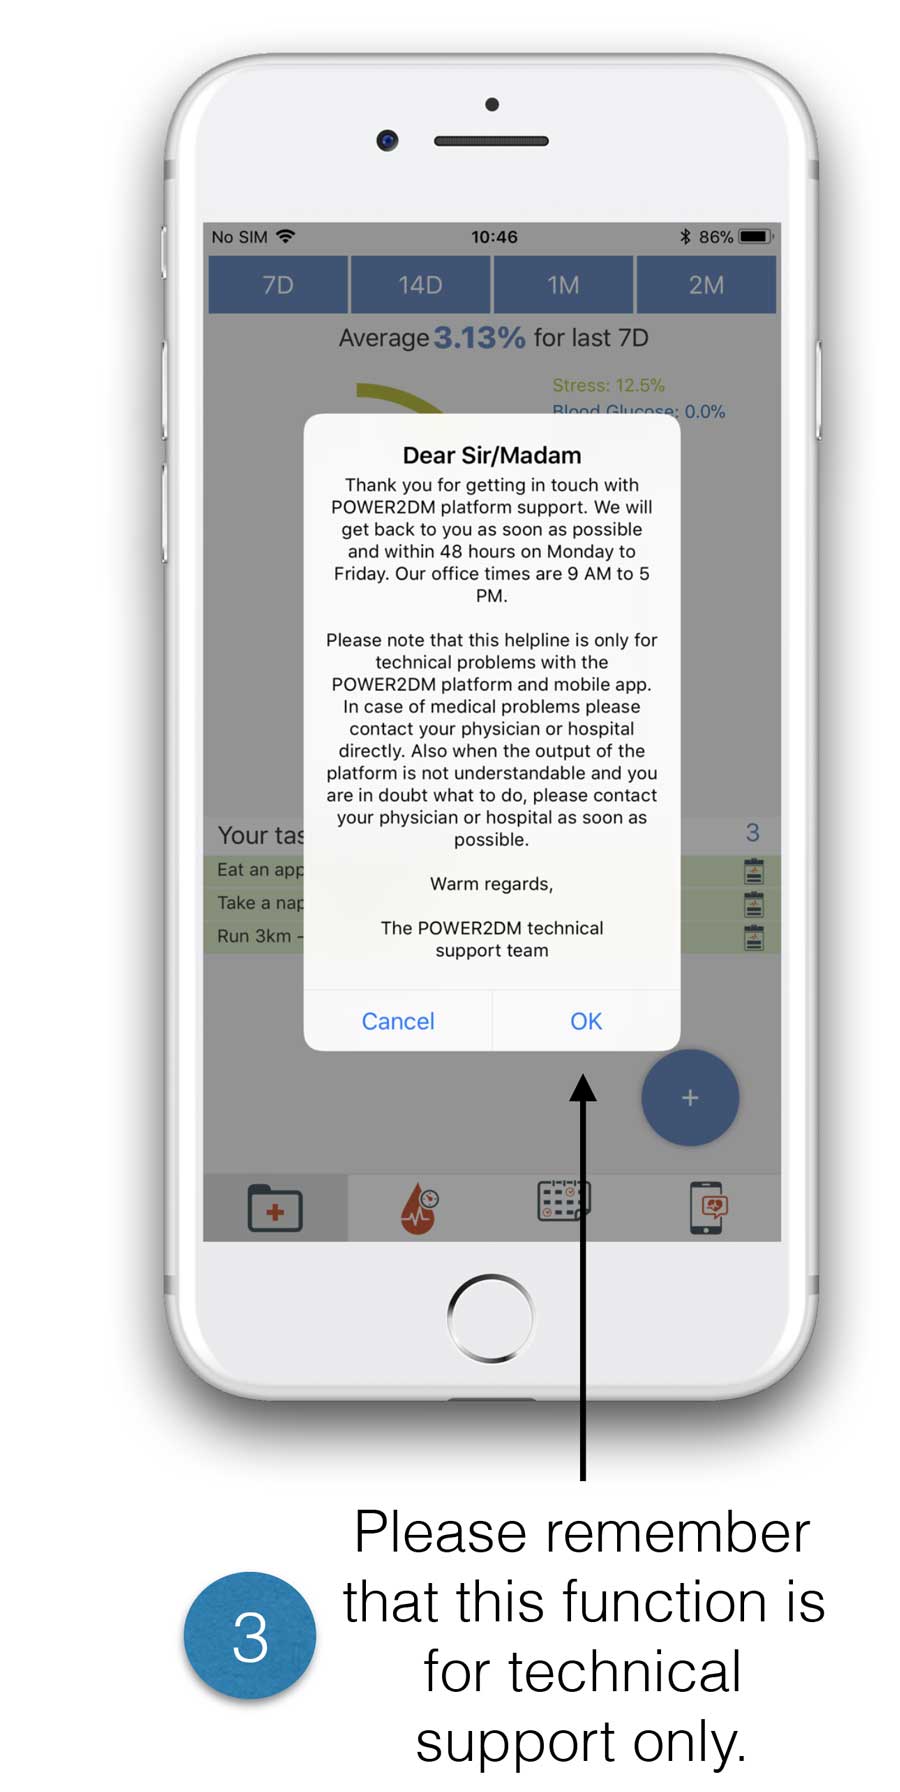 No SIM 10:46 86%
7D 14D 1M 2M
Average 3.13% for last 7D
Stress: 12.5%
Blood Glucose: 0.0%
Dear Sir/Madam
Thank you for getting in touch with
POWER2DM platform support. We will
get back to you as soon as possible
and within 48 hours on Monday to
Friday. Our office times are 9 AM to 5
PM.
Please note that this helpline is only for
technical problems with the
POWER2DM platform and mobile app.
In case of medical problems please
contact your physician or hospital
directly. Also when the output of the
platform is not understandable and you
are in doubt what to do, please contact
your physician or hospital as soon as
possible.
Warm regards,
The POWER2DM technical
support team
Cancel OK
Your tas 3
Eat an app
Take a nap
Run 3km -
+
Please remember
that this function is
for technical
support only.
3